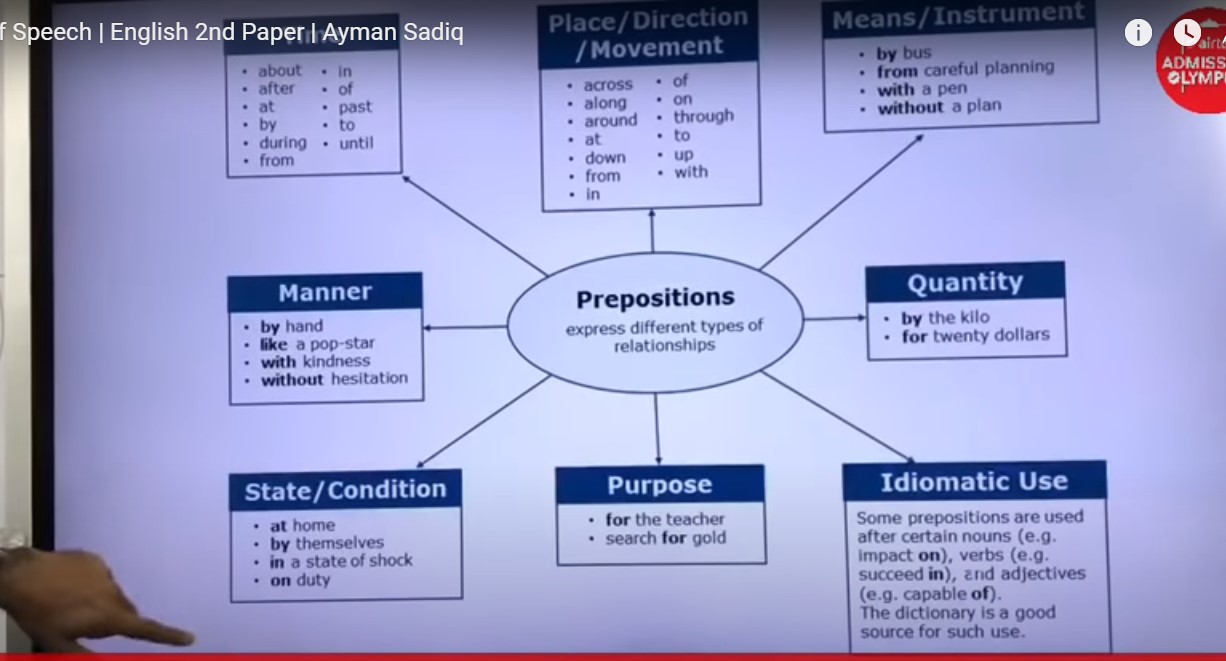 f Speech | English 2nd Paper | Ayman Sadiq
Time
• about
• after
• at
• by
• during
• from
• in
• of
• past
• to
• until
Place/Direction
/Movement
• across
• along
• around
• at
• down
• from
• in
• of
• on
• through
• to
• up
• with
Means/Instrument
• by bus
• from careful planning
• with a pen
• without a plan
airte
ADMISS
OLYMP
Manner
• by hand
• like a pop-star
• with kindness
• without hesitation
Prepositions
express different types of
relationships
Quantity
• by the kilo
• for twenty dollars
State/Condition
• at home
• by themselves
• in a state of shock
• on duty
Purpose
• for the teacher
• search for gold
Idiomatic Use
Some prepositions are used
after certain nouns (e.g.
impact on), verbs (e.g.
succeed in), and adjectives
(e.g. capable of).
The dictionary is a good
source for such use.